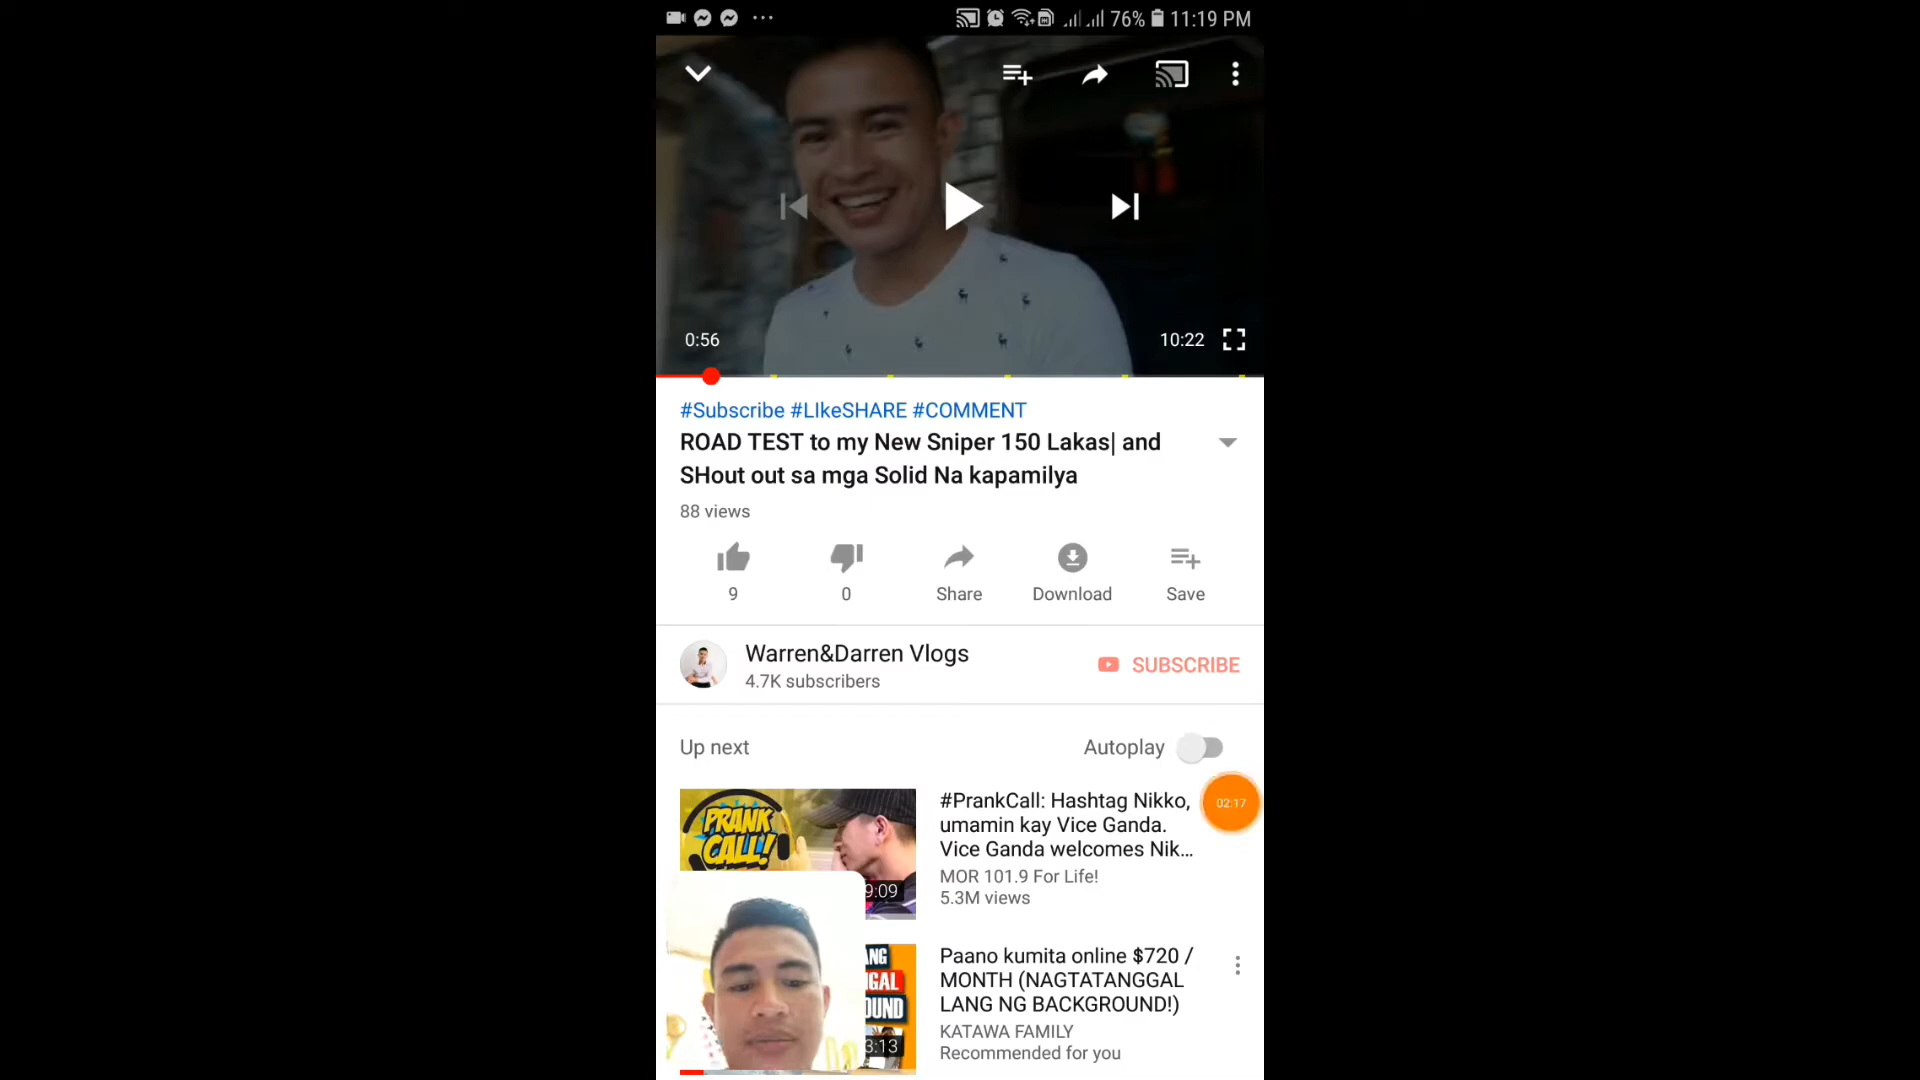 76% 11:19 PM
0:56
10:22
#Subscribe #LIkeSHARE #COMMENT
ROAD TEST to my New Sniper 150 Lakas| and
SHout out sa mga Solid Na kapamilya
88 views
9
0
Share
Download
Save
Warren&Darren Vlogs
4.7K subscribers
SUBSCRIBE
Up next
Autoplay
PRANK
CALL!
9:09
#PrankCall: Hashtag Nikko,
umamin kay Vice Ganda.
Vice Ganda welcomes Nik...
MOR 101.9 For Life!
5.3M views
02:17
3:13
Paano kumita online $720 /
MONTH (NAGTATANGGAL
LANG NG BACKGROUND!)
KATAWA FAMILY
Recommended for you